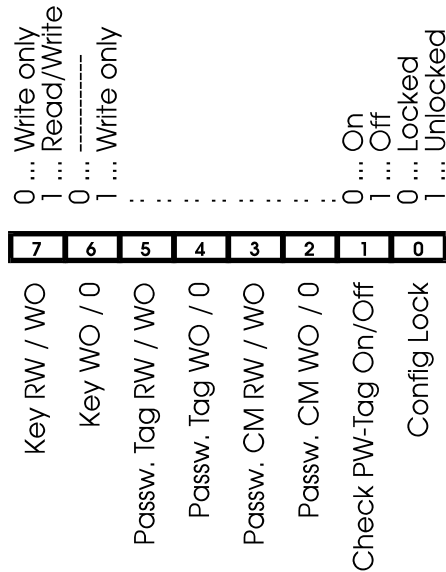 0 ... Write only
1 ... Read/Write
0 ... ------------
1 ... Write only
. . . . . . . . . . . . . . . . . .
0 ... On
1 ... Off
0 ... Locked
1 ... Unlocked
7 6 5 4 3 2 1 0
Key RW / WO
Key WO / 0
Passw. Tag RW / WO
Passw. Tag WO / 0
Passw. CM RW / WO
Passw. CM WO / 0
Check PW-Tag On/Off
Config Lock